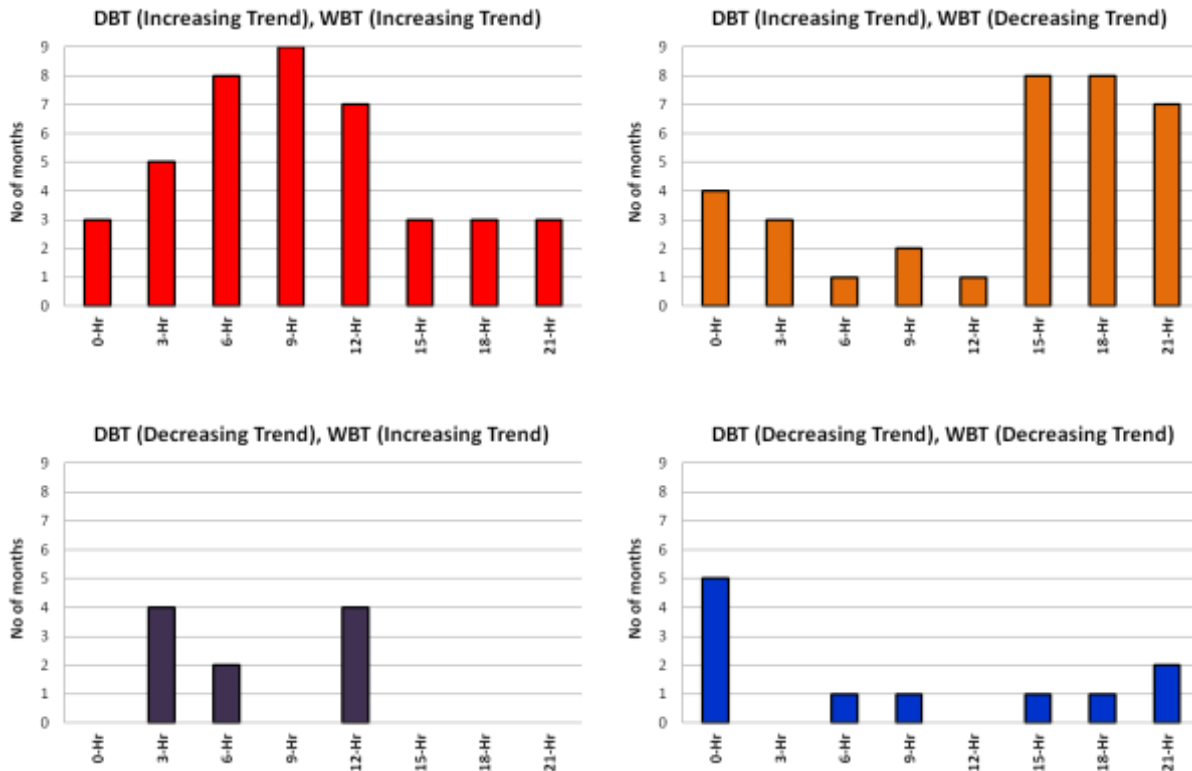 DBT (Increasing Trend), WBT (Increasing Trend)
No of months
9
8
7
6
5
4
3
2
1
0
0-Hr
3-Hr
6-Hr
9-Hr
12-Hr
15-Hr
18-Hr
21-Hr
DBT (Increasing Trend), WBT (Decreasing Trend)
No of months
9
8
7
6
5
4
3
2
1
0
0-Hr
3-Hr
6-Hr
9-Hr
12-Hr
15-Hr
18-Hr
21-Hr
DBT (Decreasing Trend), WBT (Increasing Trend)
No of months
9
8
7
6
5
4
3
2
1
0
0-Hr
3-Hr
6-Hr
9-Hr
12-Hr
15-Hr
18-Hr
21-Hr
DBT (Decreasing Trend), WBT (Decreasing Trend)
No of months
9
8
7
6
5
4
3
2
1
0
0-Hr
3-Hr
6-Hr
9-Hr
12-Hr
15-Hr
18-Hr
21-Hr